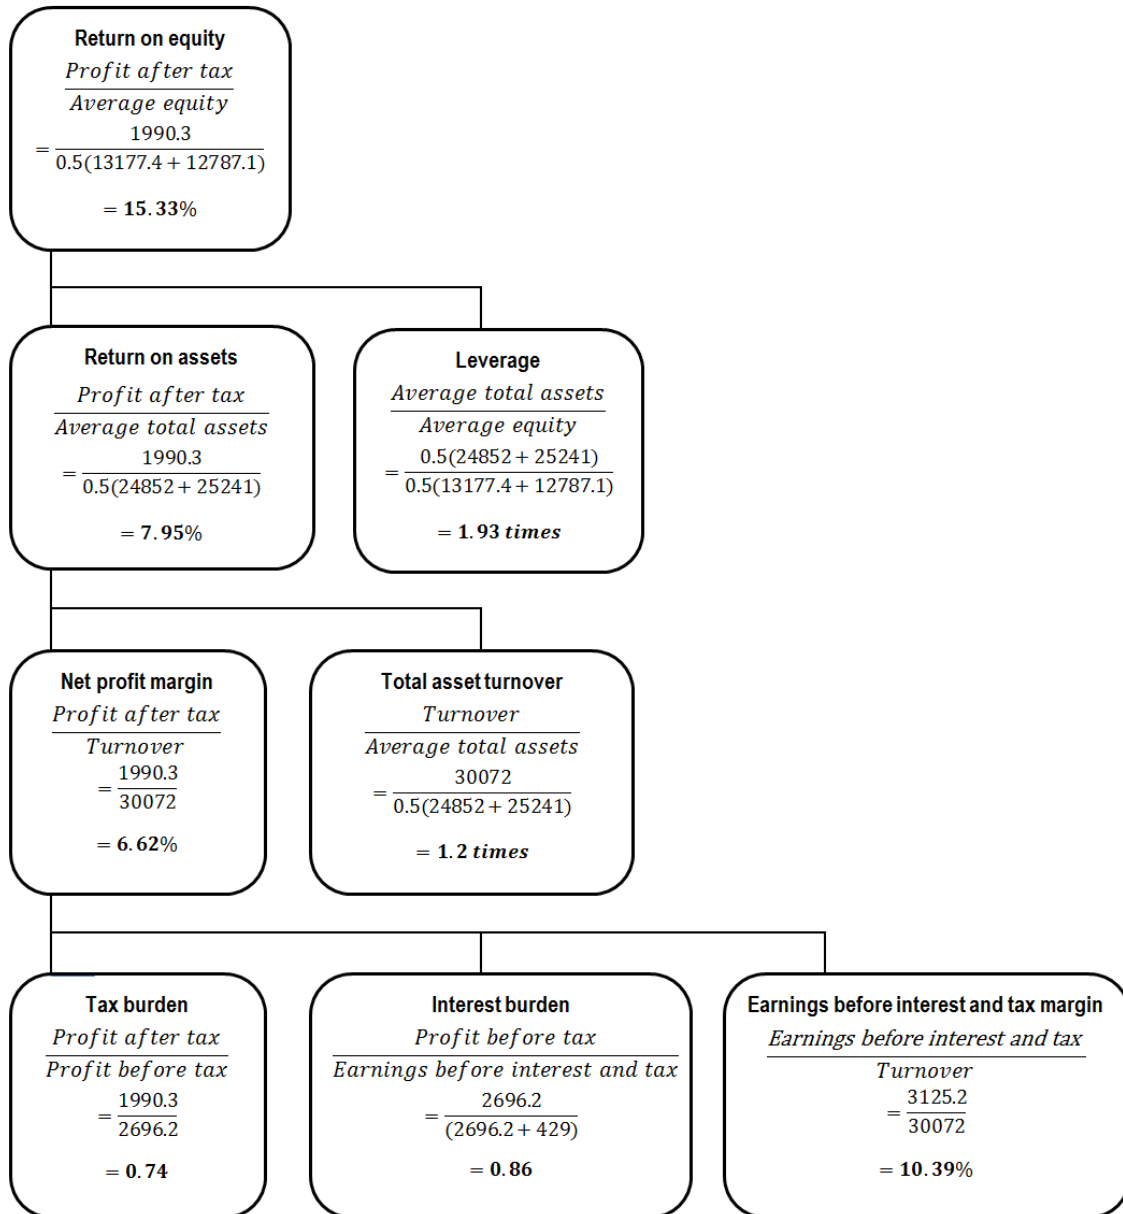 Return on equity
Profit after tax
Average equity
= 1990.3
0.5(13177.4 + 12787.1)
= 15.33%
Return on assets
Profit after tax
Average total assets
= 1990.3
0.5(24852 + 25241)
= 7.95%
Leverage
Average total assets
Average equity
= 0.5(24852 + 25241)
0.5(13177.4 + 12787.1)
= 1.93 times
Net profit margin
Profit after tax
Turnover
= 1990.3
30072
= 6.62%
Total asset turnover
Turnover
Average total assets
= 30072
0.5(24852 + 25241)
= 1.2 times
Tax burden
Profit after tax
Profit before tax
= 1990.3
2696.2
= 0.74
Interest burden
Profit before tax
Earnings before interest and tax
= 2696.2
(2696.2 + 429)
= 0.86
Earnings before interest and tax margin
Earnings before interest and tax
Turnover
= 3125.2
30072
= 10.39%